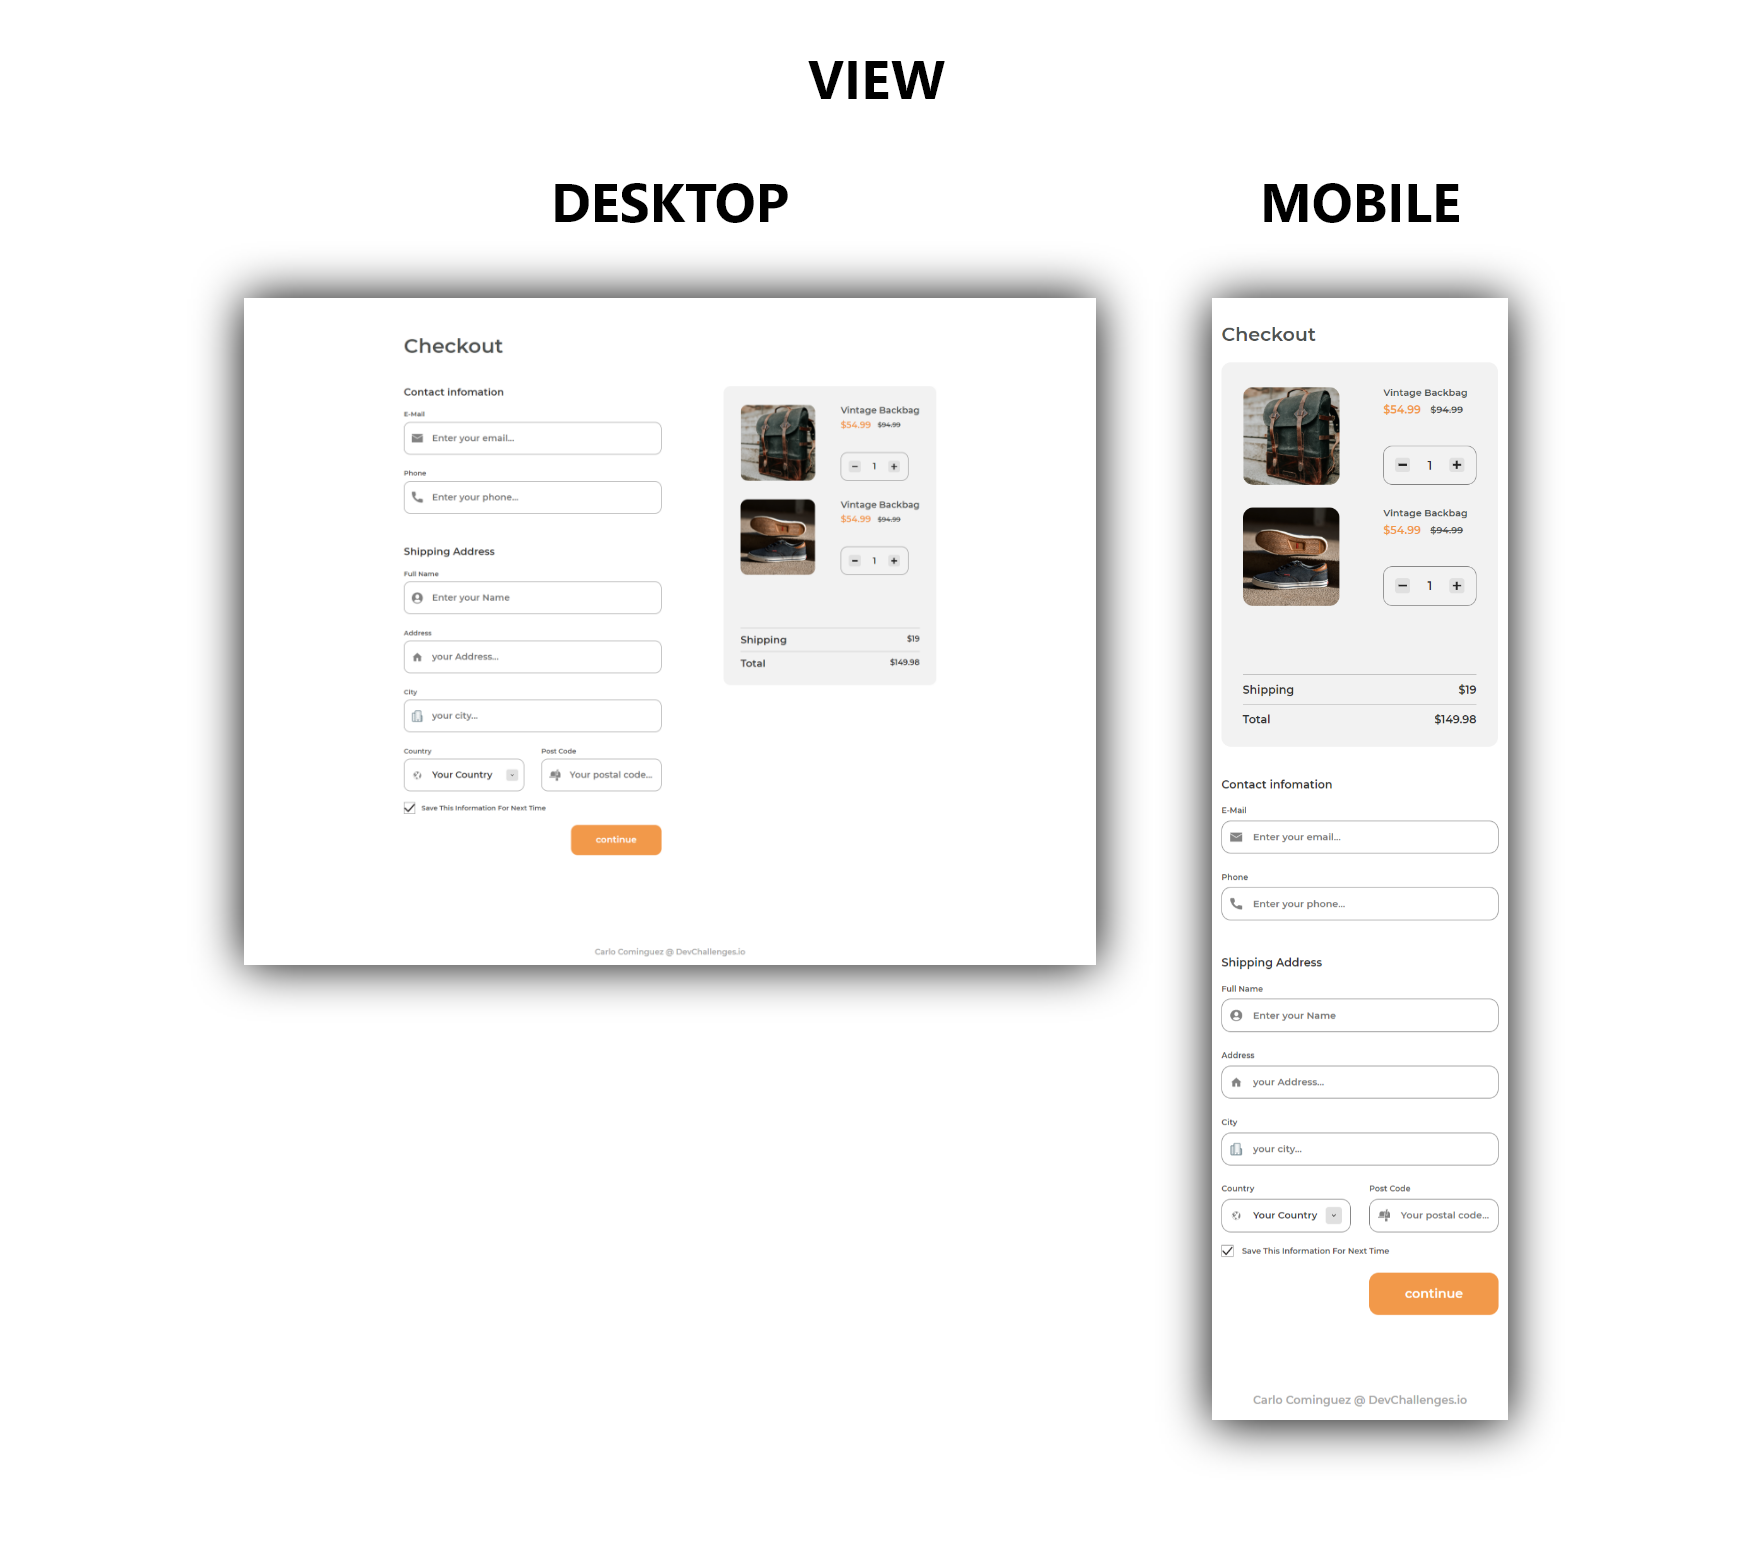 VIEW
DESKTOP
MOBILE
Checkout
Contact infomation
E-Mail
Enter your email...
Phone
Enter your phone...
Shipping Address
Full Name
Enter your Name
Address
your Address...
City
your city...
Country
Post Code
Your Country
Your postal code...
Save This Information For Next Time
continue
Vintage Backbag
$54.99 $94.99
1
Vintage Backbag
$54.99 $94.99
1
Shipping $19
Total $149.98
Carlo Cominguez @ DevChallenges.io
Checkout
Vintage Backbag
$54.99 $94.99
1
Vintage Backbag
$54.99 $94.99
1
Shipping $19
Total $149.98
Contact infomation
E-Mail
Enter your email...
Phone
Enter your phone...
Shipping Address
Full Name
Enter your Name
Address
your Address...
City
your city...
Country
Post Code
Your Country
Your postal code...
Save This Information For Next Time
continue
Carlo Cominguez @ DevChallenges.io